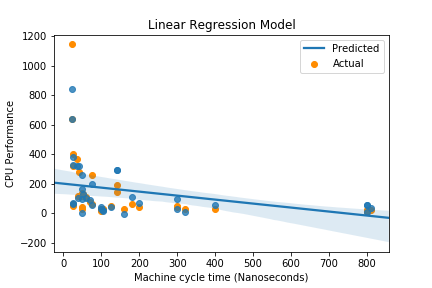 Linear Regression Model
1200
1000
800
600
400
200
0
−200
CPU Performance
Predicted
Actual
0 100 200 300 400 500 600 700 800
Machine cycle time (Nanoseconds)